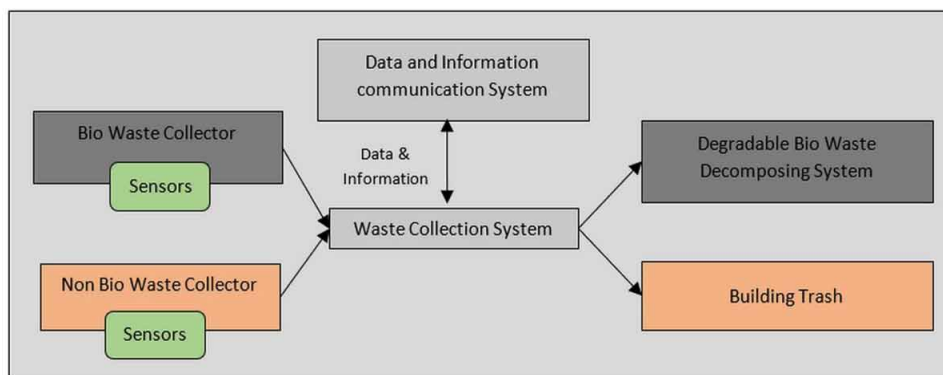 Data and Information
communication System
Bio Waste Collector
Sensors
Data &
Information
Degradable Bio Waste
Decomposing System
Waste Collection System
Non Bio Waste Collector
Sensors
Building Trash